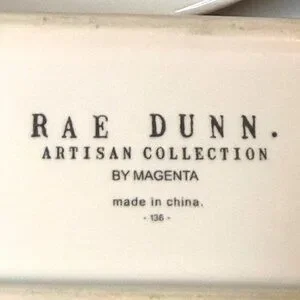 RAE DUNN.
ARTISAN COLLECTION
BY MAGENTA
made in china.
- 136 -